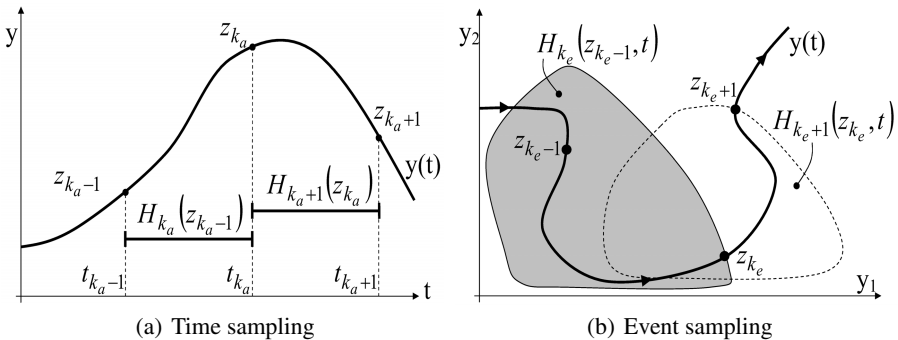 y
z_{k_a}
z_{k_a+1}
z_{k_a-1}
y(t)
H_{k_a+1}(z_{k_a})
H_{k_a}(z_{k_a-1})
t_{k_a-1}
t_{k_a}
t_{k_a+1}
t
(a) Time sampling
y_2
H_{k_e}(z_{k_e-1},t)
y(t)
z_{k_e+1}
H_{k_e+1}(z_{k_e},t)
z_{k_e-1}
z_{k_e}
y_1
(b) Event sampling